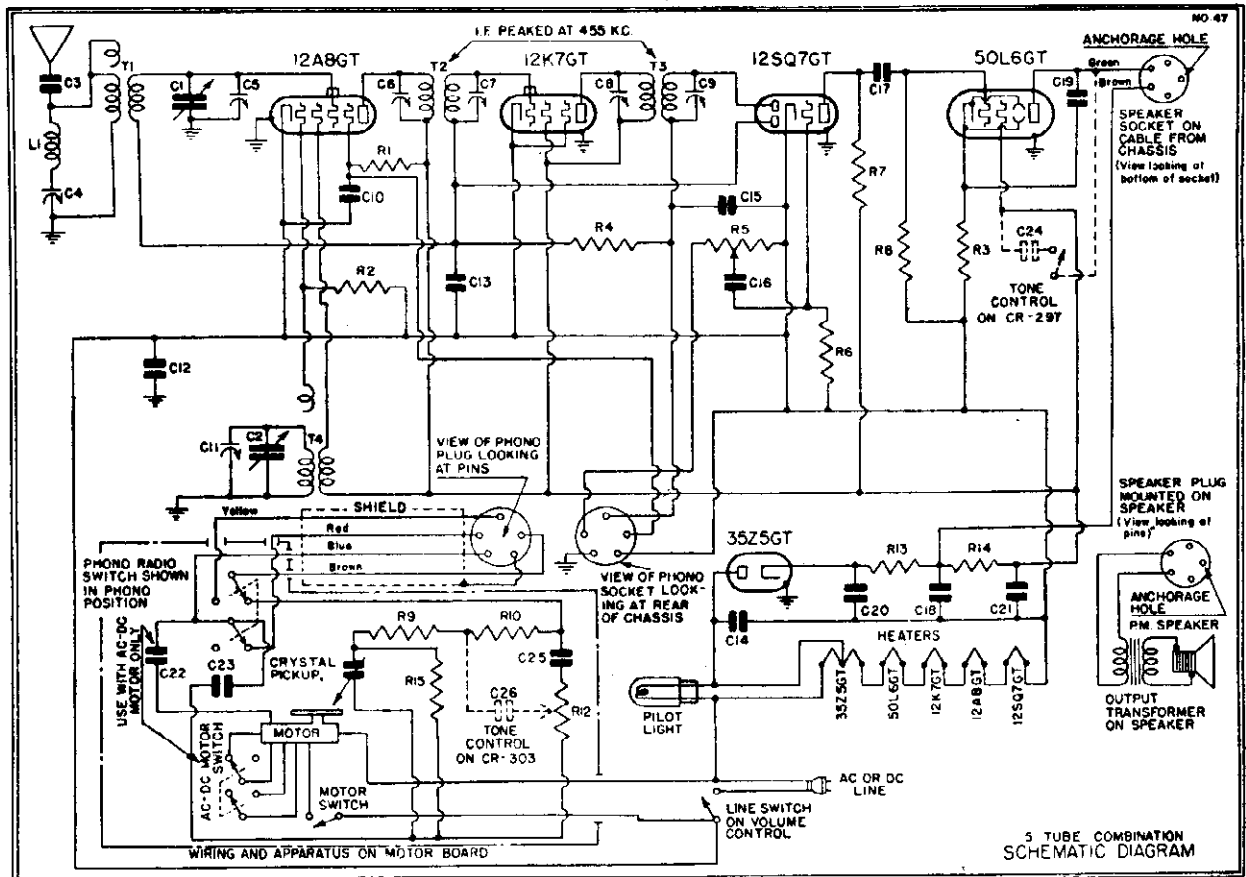 NO-47
I.F. PEAKED AT 455 KC.
ANCHORAGE HOLE
12A8GT
12K7GT
12SQ7GT
50L6GT
Green
Brown
C3
T1
C1
C5
C6
T2
C7
C8
T3
C9
C17
C19
SPEAKER
SOCKET ON
CABLE FROM
CHASSIS
(View looking at
bottom of socket)
L1
C4
R1
C10
R7
C15
R4
R5
R8
R3
C24
R2
C13
C16
TONE
CONTROL
ON CR-297
R6
C12
C11
C2
T4
VIEW OF PHONO
PLUG LOOKING
AT PINS
SPEAKER PLUG
MOUNTED ON
SPEAKER
(View looking at
pins)
Yellow
SHIELD
Red
Blue
Brown
35Z5GT
R13
R14
PHONO RADIO
SWITCH SHOWN
IN PHONO
POSITION
VIEW OF PHONO
SOCKET LOOK-
ING AT REAR
OF CHASSIS
C14
C20
C18
C21
ANCHORAGE
HOLE
P.M. SPEAKER
R9
R10
HEATERS
USE WITH AC-DC
MOTOR ONLY
C22
C23
CRYSTAL
PICKUP
R15
C25
C26
R12
PILOT
LIGHT
35Z5GT
50L6GT
12K7GT
12A8GT
12SQ7GT
OUTPUT
TRANSFORMER
ON SPEAKER
MOTOR
TONE
CONTROL
ON CR-303
AC-DC MOTOR
SWITCH
MOTOR
SWITCH
AC OR DC
LINE
LINE SWITCH
ON VOLUME
CONTROL
WIRING AND APPARATUS ON MOTOR BOARD
5 TUBE COMBINATION
SCHEMATIC DIAGRAM